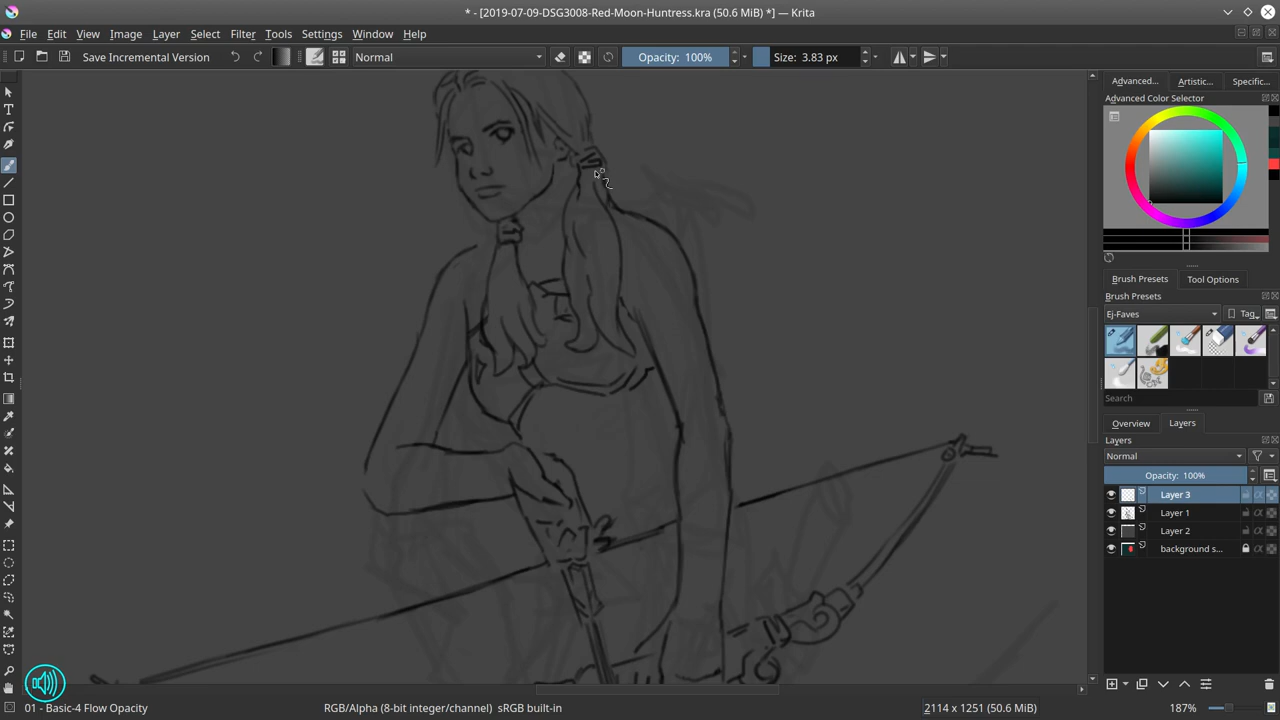 * - [2019-07-09-DSG3008-Red-Moon-Huntress.kra (50.6 MiB) *] — Krita
File Edit View Image Layer Select Filter Tools Settings Window Help
Save Incremental Version Normal Opacity: 100% Size: 3.83 px
Advanced... Artistic... Specific...
Advanced Color Selector
Brush Presets Tool Options
Brush Presets
Ej-Faves Tag
Search
Overview Layers
Layers
Normal
Opacity: 100%
Layer 3
Layer 1
Layer 2
background s...
01 - Basic-4 Flow Opacity RGB/Alpha (8-bit integer/channel) sRGB built-in 2114 x 1251 (50.6 MiB) 187%